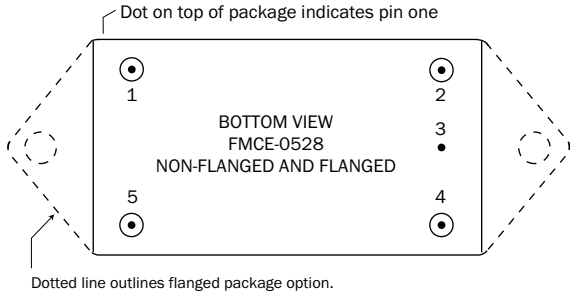 Dot on top of package indicates pin one
1
2
BOTTOM VIEW
3
FMCE-0528
NON-FLANGED AND FLANGED
5
4
Dotted line outlines flanged package option.